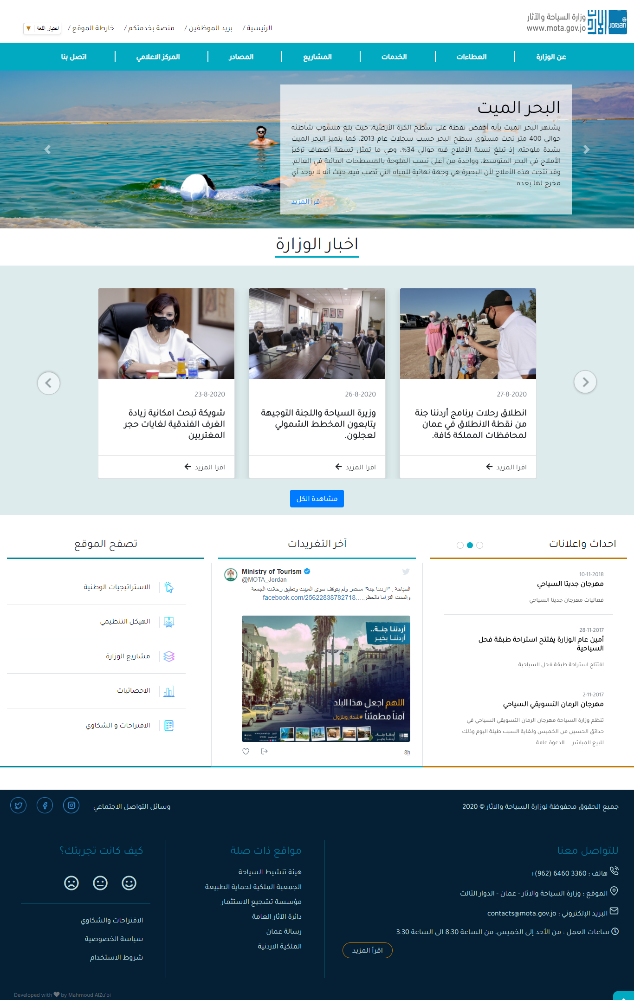 وزارة السياحة والآثار
www.mota.gov.jo
Jordan
الرئيسية /
بريد الموظفين /
منصة بخدمتكم /
خارطة الموقع /
اختيار اللغة
عن الوزارة
العطاءات
الخدمات
المشاريع
المصادر
المركز الاعلامي
اتصل بنا
البحر الميت
يشتهر البحر الميت بأنه أخفض نقطة على سطح الكرة الأرضية، حيث بلغ منسوب شاطئه
حوالي 400 متر تحت مستوى سطح البحر حسب سجلات عام 2013. كما يتميز البحر الميت
بشدة ملوحته، إذ تبلغ نسبة الأملاح فيه حوالي 34%، وهي ما تمثل تسعة أضعاف تركيز
الأملاح في البحر المتوسط، وواحدة من أعلى نسب الملوحة بالمسطحات المائية في العالم.
وقد نتجت هذه الأملاح لأن البحيرة هي وجهة نهائية للمياه التي تصب فيه، حيث أنه لا يوجد أي
مخرج لها بعده.
اقرأ المزيد
اخبار الوزارة
27-8-2020
انطلاق رحلات برنامج أردننا جنة
من نقطة الانطلاق في عمان
لمحافظات المملكة كافة.
اقرا المزيد
26-8-2020
وزيرة السياحة واللجنة التوجيهة
يتابعون المخطط الشمولي
لعجلون.
اقرا المزيد
23-8-2020
شويكة تبحث امكانية زيادة
الغرف الفندقية لغايات حجر
المغتربين
اقرا المزيد
مشاهدة الكل
احداث واعلانات
10-11-2018
مهرجان جديتا السياحي
فعاليات مهرجان جديتا السياحي
28-11-2017
أمين عام الوزارة يفتتح استراحة طبقة فحل
السياحية
افتتاح استراحة طبقة فحل السياحية
2-11-2017
مهرجان الرمان التسويقي السياحي
تنظم وزارة السياحة مهرجان الرمان التسويقي السياحي في
حدائق الحسين من الخميس ولغاية السبت طيلة اليوم وذلك
للبيع المباشر ... الدعوة عامة
آخر التغريدات
Ministry of Tourism
@MOTA_Jordan
السياحة : "اردننا جنة" مستمر ولم يتوقف سوى المبيت وتعليق رحلات الجمعة
والسبت التزاما بالحظر.…facebook.com/25622838782718
أردننا جنـة..
أردننـا بخيـر
اللهم اجعل هذا البلد
آمناً مطمئناً #شدة_وبتزول
أردننا جنـة..
8h
تصفح الموقع
الاستراتيجيات الوطنية
الهيكل التنظيمي
مشاريع الوزارة
الاحصائيات
الاقتراحات و الشكاوي
جميع الحقوق محفوظة لوزارة السياحة والاثار © 2020
وسائل التواصل الاجتماعي
للتواصل معنا
هاتف : 3360 6460 (962)+
الموقع : وزارة السياحة والاثار - عمان - الدوار الثالث
البريد الإلكتروني : contacts@mota.gov.jo
ساعات العمل : من الأحد إلى الخميس، من الساعة 8:30 الى الساعة 3:30
اقرأ المزيد
مواقع ذات صلة
هيئة تنشيط السياحة
الجمعية الملكية لحماية الطبيعة
مؤسسة تشجيع الاستثمار
دائرة الآثار العامة
رسالة عمان
الملكية الاردنية
كيف كانت تجربتك؟
الاقتراحات والشكاوي
سياسة الخصوصية
شروط الاستخدام
Developed with ♥ by Mahmoud AlZu'bi